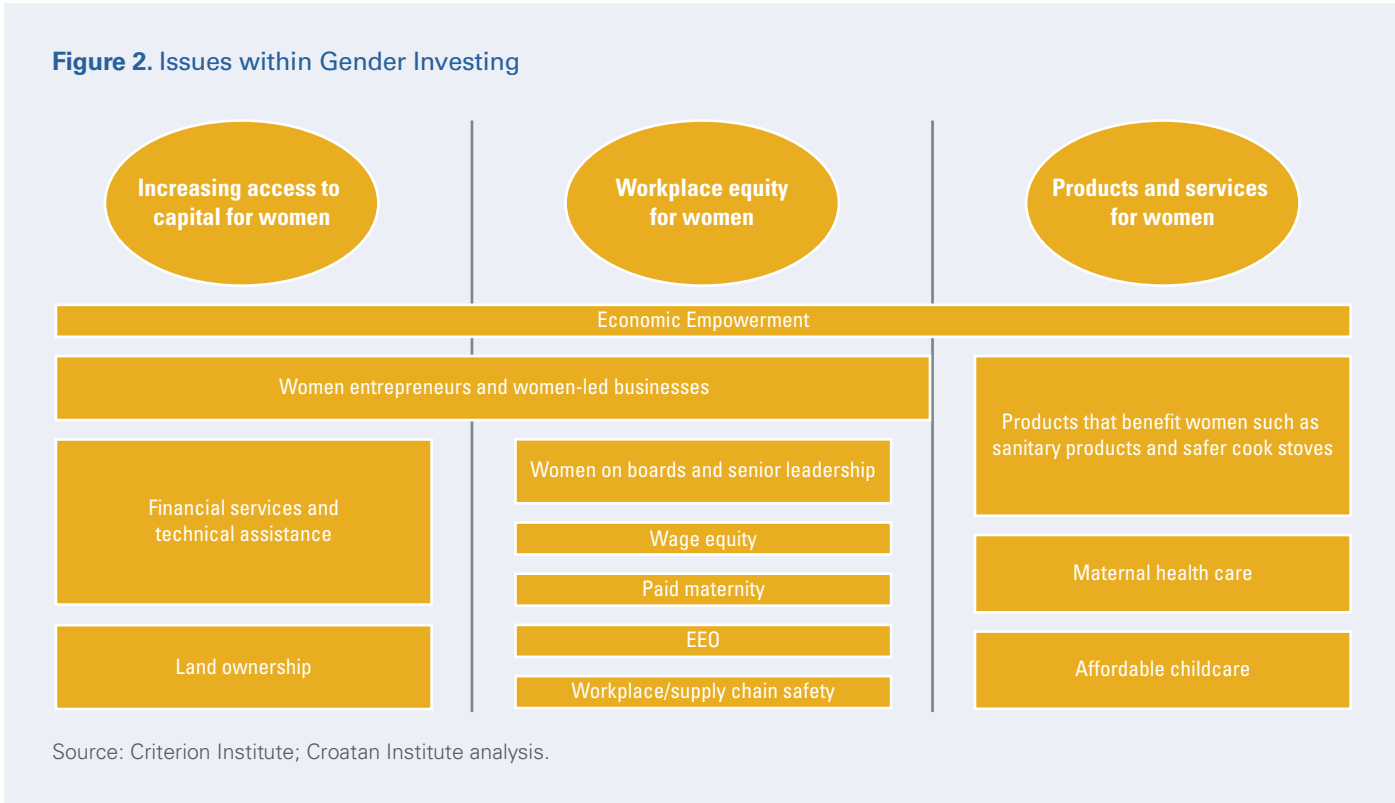 Figure 2. Issues within Gender Investing
Increasing access to
capital for women
Workplace equity
for women
Products and services
for women
Economic Empowerment
Women entrepreneurs and women-led businesses
Financial services and
technical assistance
Land ownership
Women on boards and senior leadership
Wage equity
Paid maternity
EEO
Workplace/supply chain safety
Products that benefit women such as
sanitary products and safer cook stoves
Maternal health care
Affordable childcare
Source: Criterion Institute; Croatan Institute analysis.